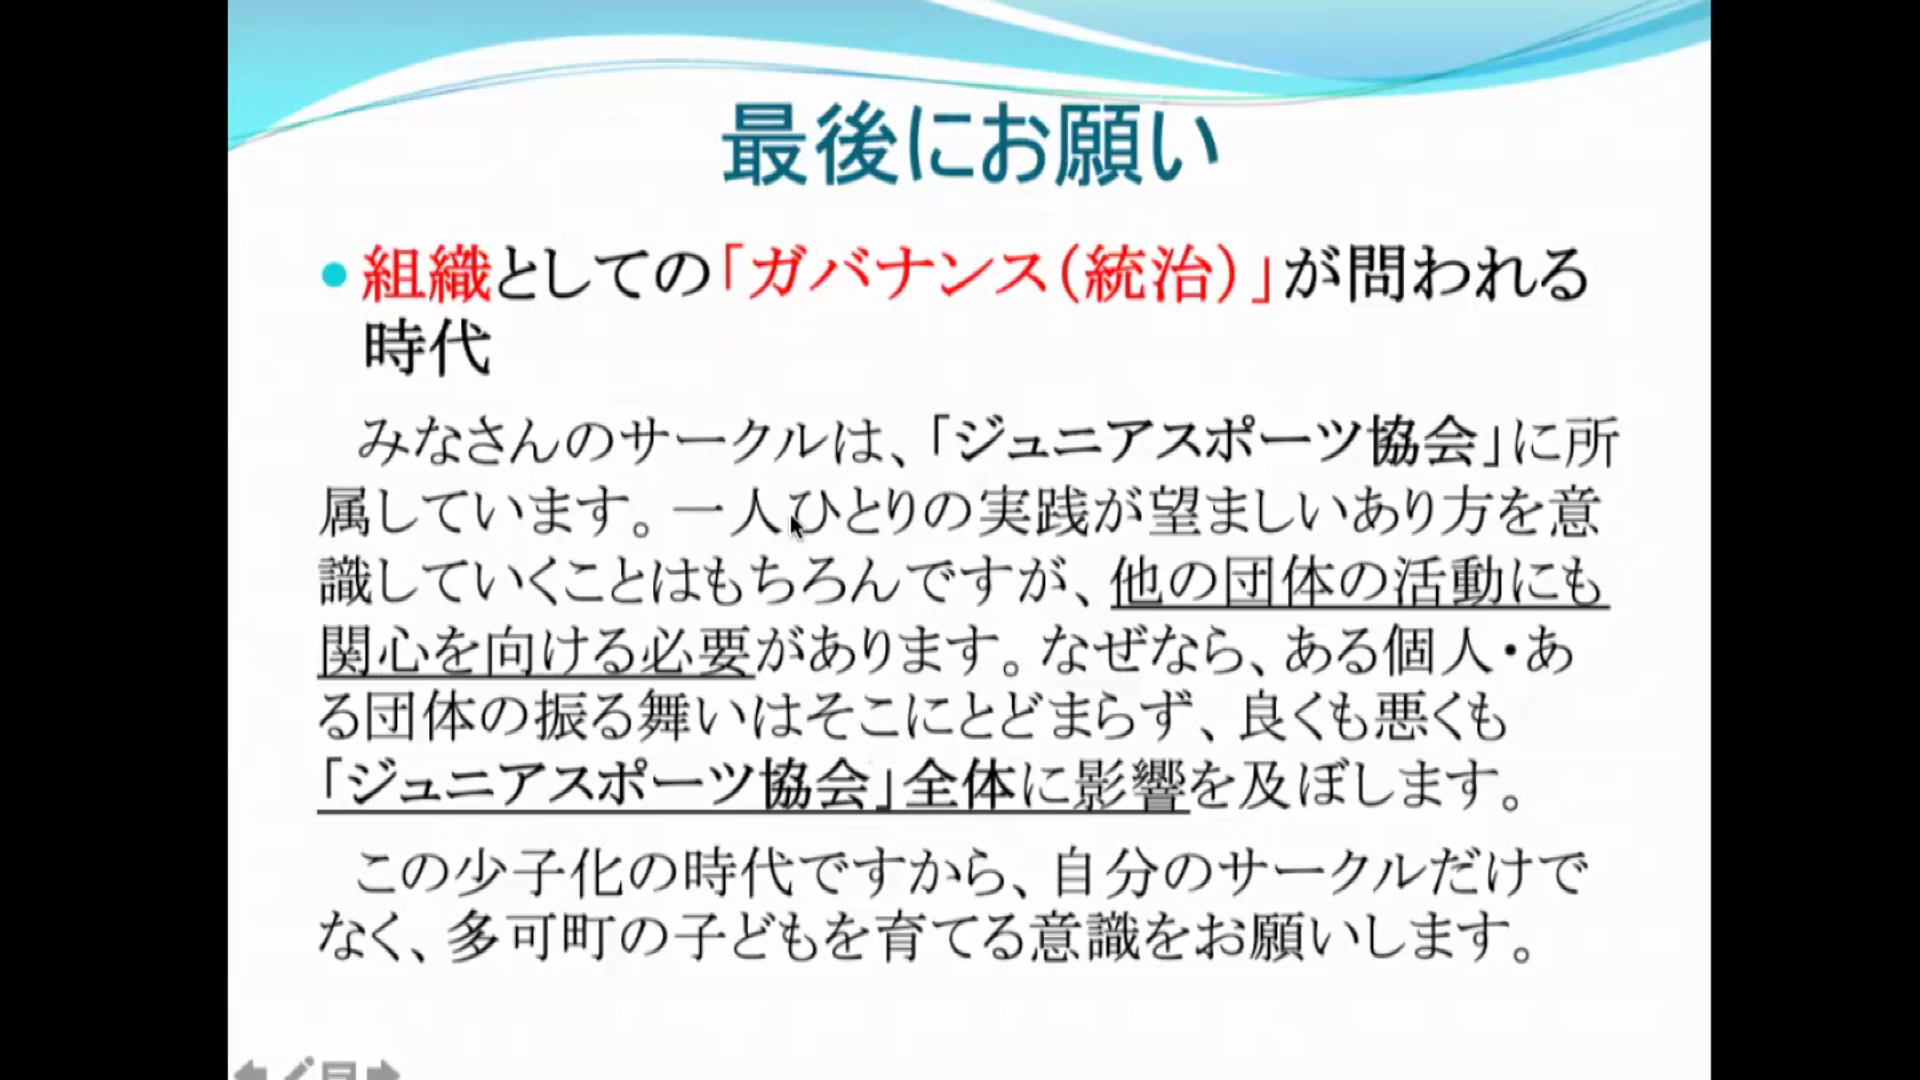 最後にお願い
●組織としての「ガバナンス（統治）」が問われる
時代
みなさんのサークルは、「ジュニアスポーツ協会」に所
属しています。一人ひとりの実践が望ましいあり方を意
識していくことはもちろんですが、他の団体の活動にも
関心を向ける必要があります。なぜなら、ある個人・あ
る団体の振る舞いはそこにとどまらず、良くも悪くも
「ジュニアスポーツ協会」全体に影響を及ぼします。
この少子化の時代ですから、自分のサークルだけで
なく、多可町の子どもを育てる意識をお願いします。